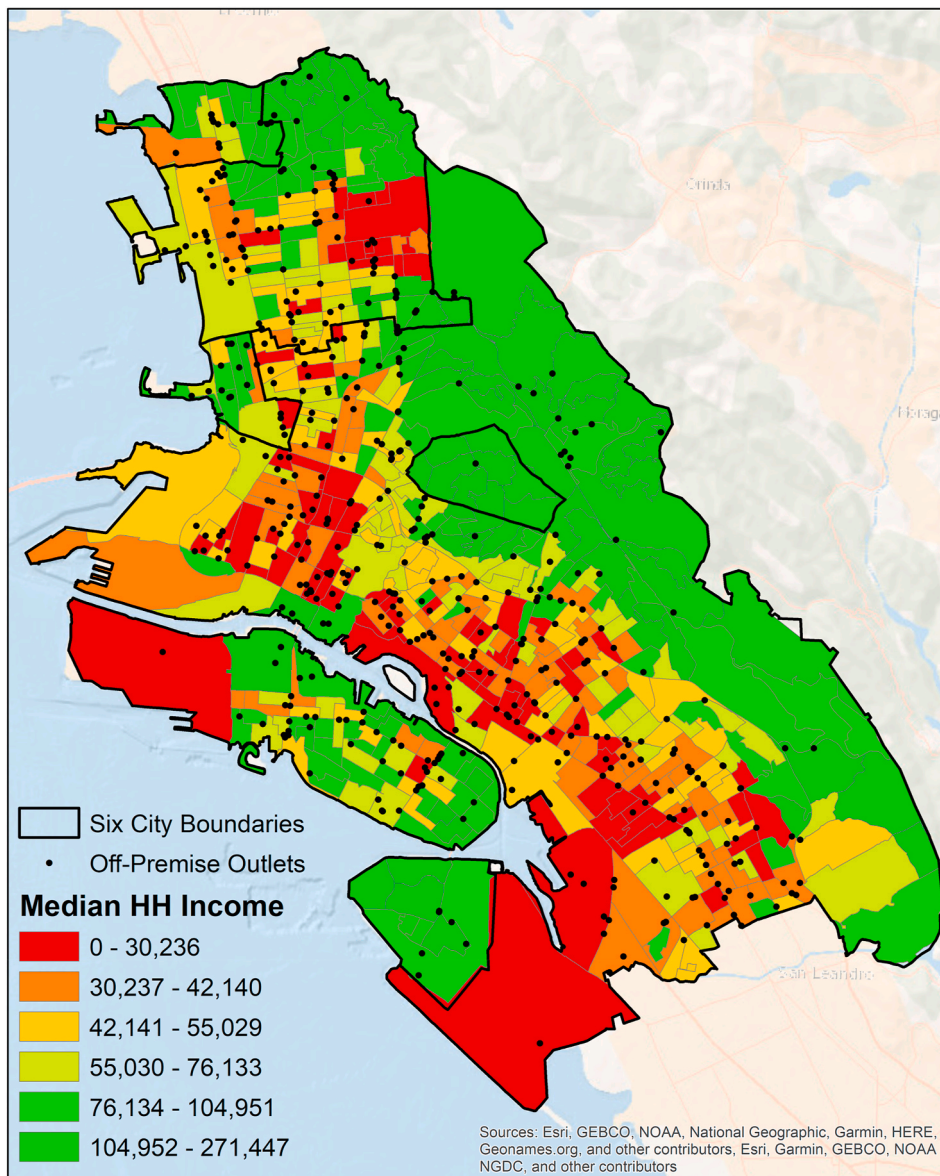 Orinda
Moraga
Six City Boundaries
Off-Premise Outlets
Median HH Income
0 - 30,236
30,237 - 42,140
42,141 - 55,029
55,030 - 76,133
76,134 - 104,951
104,952 - 271,447
San Leandro
Sources: Esri, GEBCO, NOAA, National Geographic, Garmin, HERE,
Geonames.org, and other contributors, Esri, Garmin, GEBCO, NOAA
NGDC, and other contributors